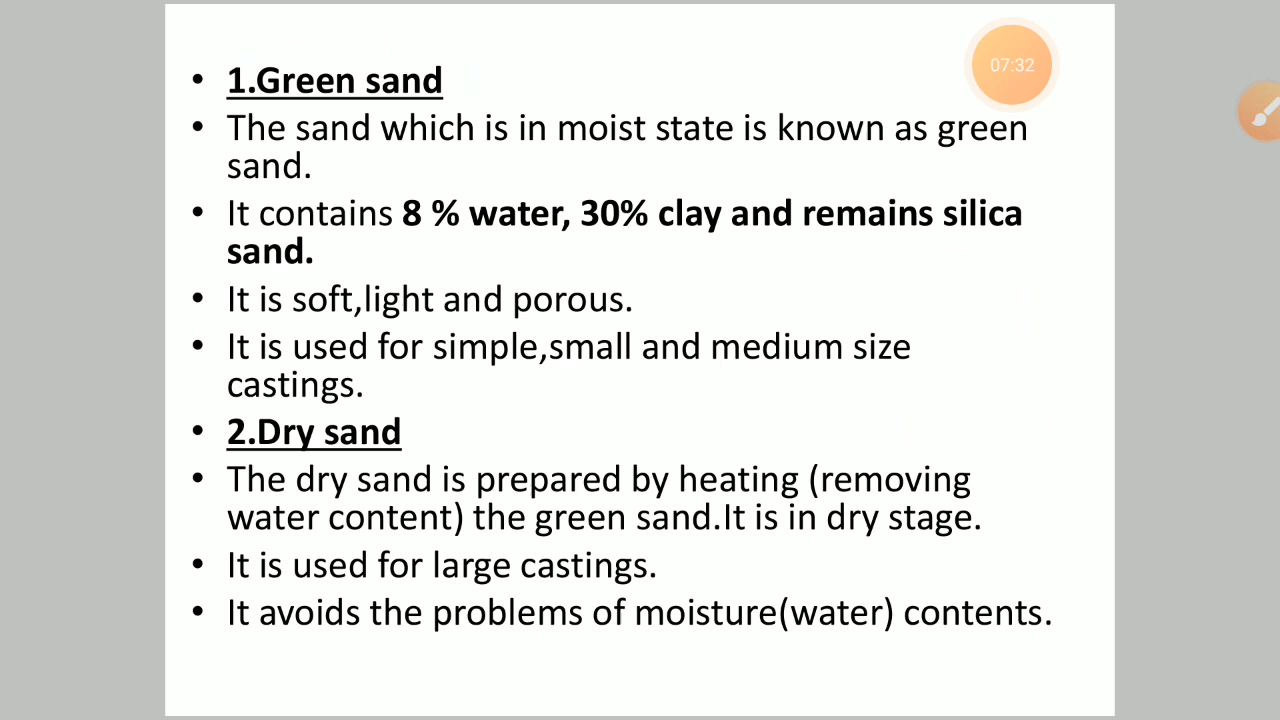 • 1.Green sand
07:32
• The sand which is in moist state is known as green
sand.
• It contains 8 % water, 30% clay and remains silica
sand.
• It is soft,light and porous.
• It is used for simple,small and medium size
castings.
• 2.Dry sand
• The dry sand is prepared by heating (removing
water content) the green sand.It is in dry stage.
• It is used for large castings.
• It avoids the problems of moisture(water) contents.